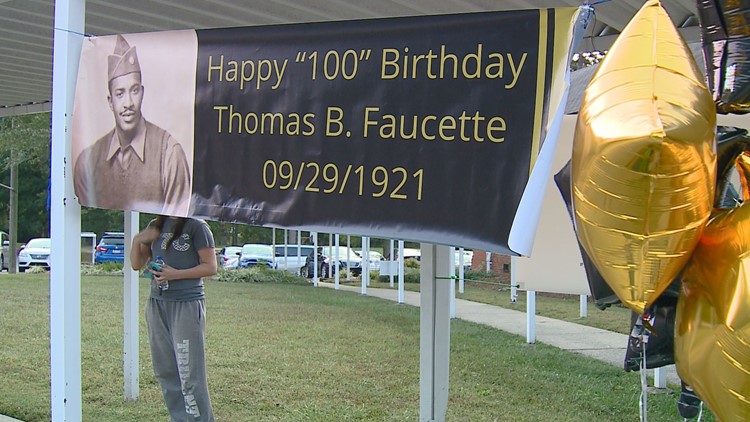 Happy “100” Birthday
Thomas B. Faucette
09/29/1921